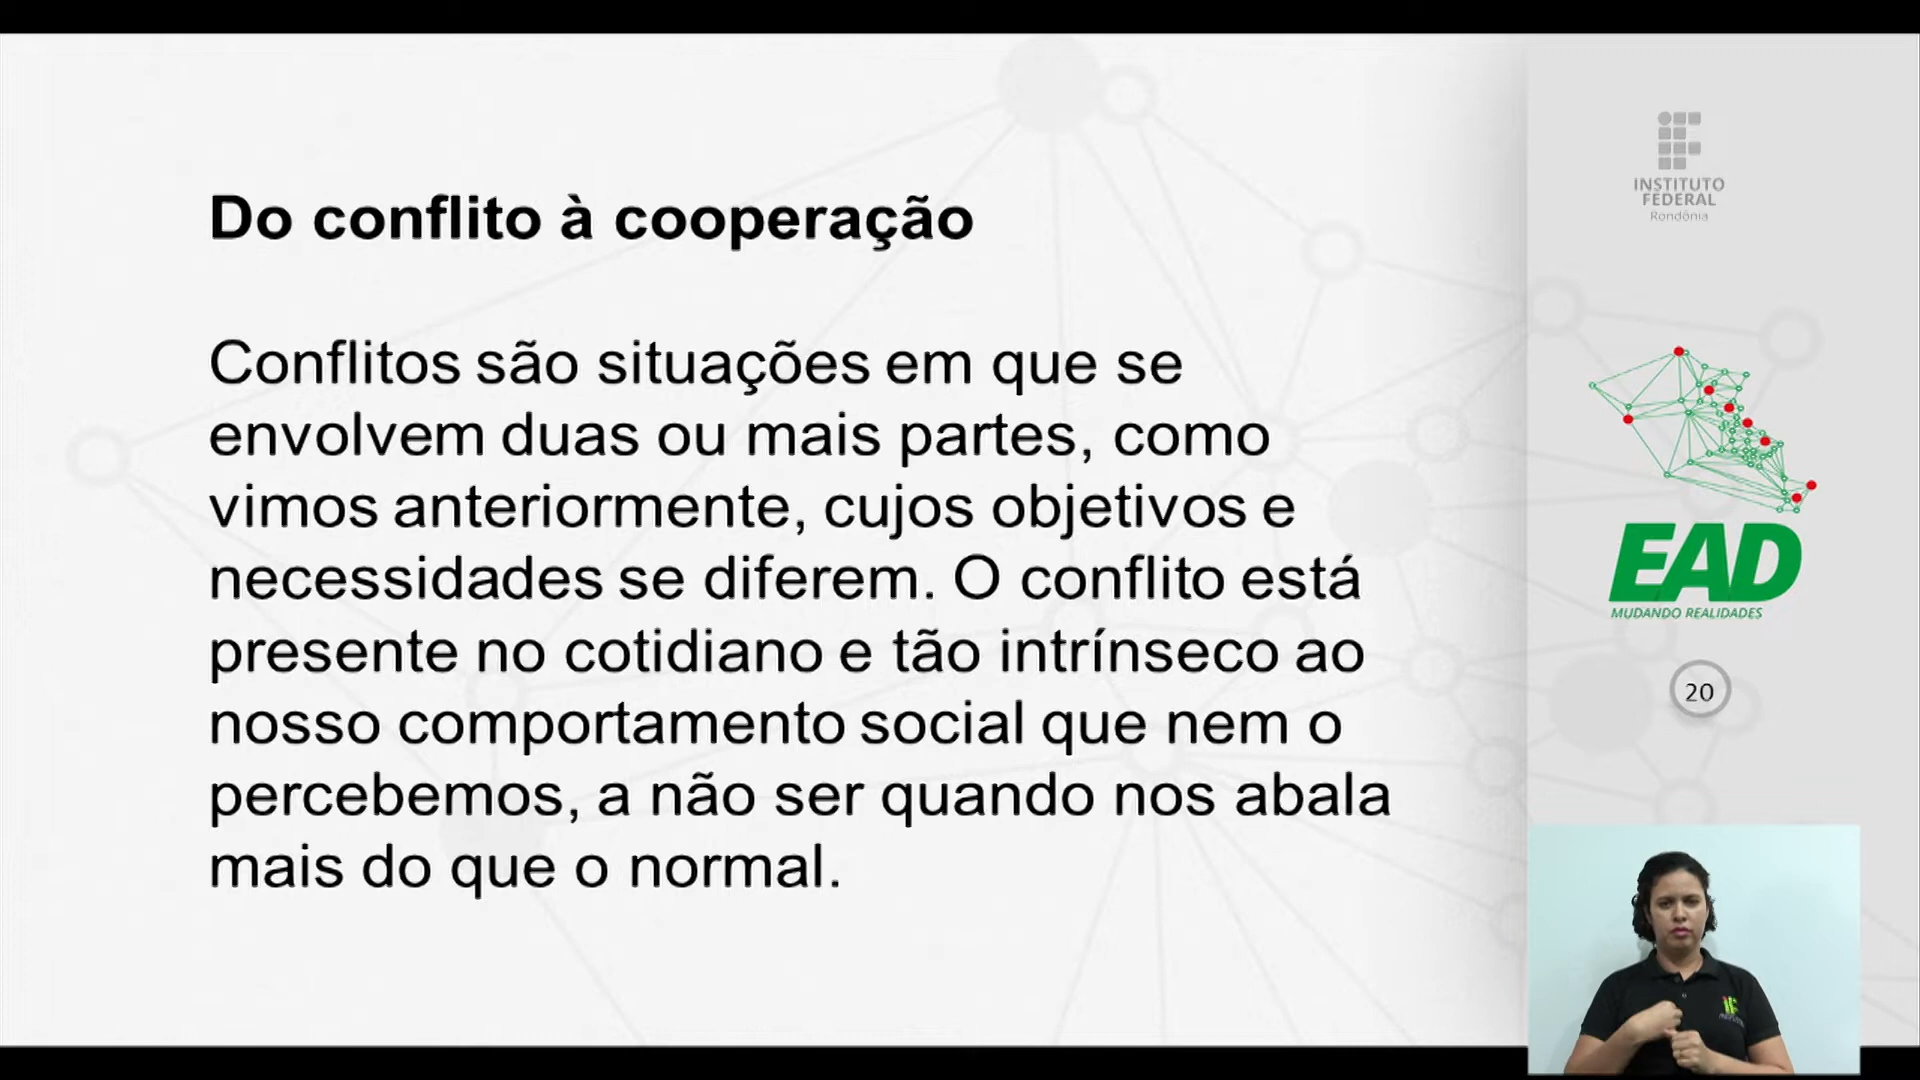 Do conflito à cooperação
Conflitos são situações em que se
envolvem duas ou mais partes, como
vimos anteriormente, cujos objetivos e
necessidades se diferem. O conflito está
presente no cotidiano e tão intrínseco ao
nosso comportamento social que nem o
percebemos, a não ser quando nos abala
mais do que o normal.
INSTITUTO
FEDERAL
Rondônia
EAD
MUDANDO REALIDADES
20